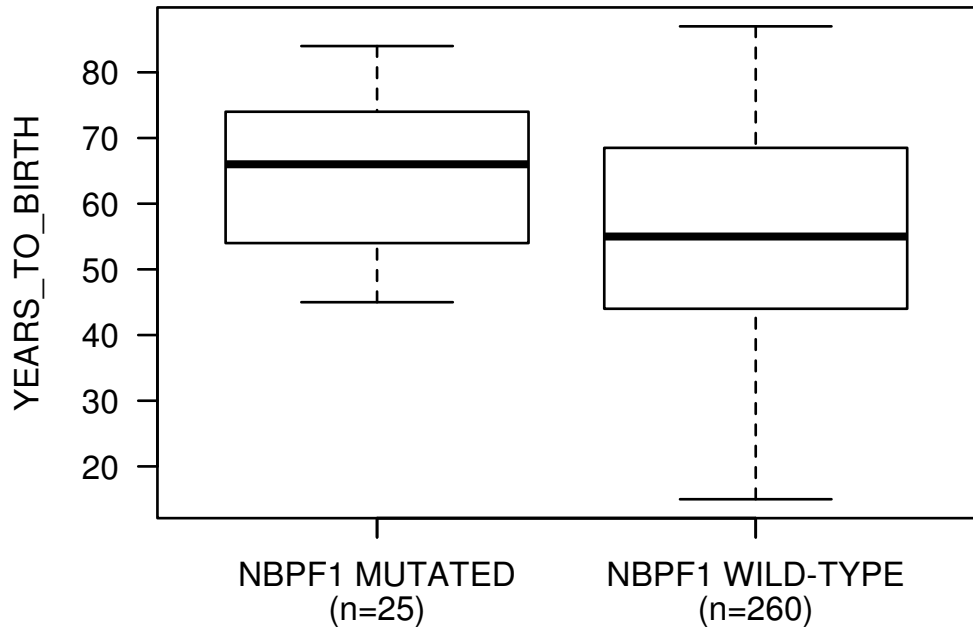 YEARS_TO_BIRTH
80
70
60
50
40
30
20
NBPF1 MUTATED
(n=25)
NBPF1 WILD-TYPE
(n=260)